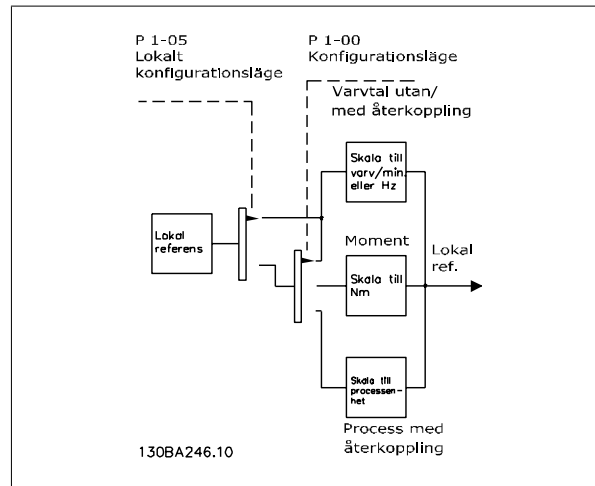 P 1-05
Lokalt
konfigurationsläge
P 1-00
Konfigurationsläge
Varvtal utan/
med återkoppling
Skala till
varv/min.
eller Hz
Lokal
referens
Moment
Skala till
Nm
Lokal
ref.
Skala till
processen-
het
Process med
återkoppling
130BA246.10